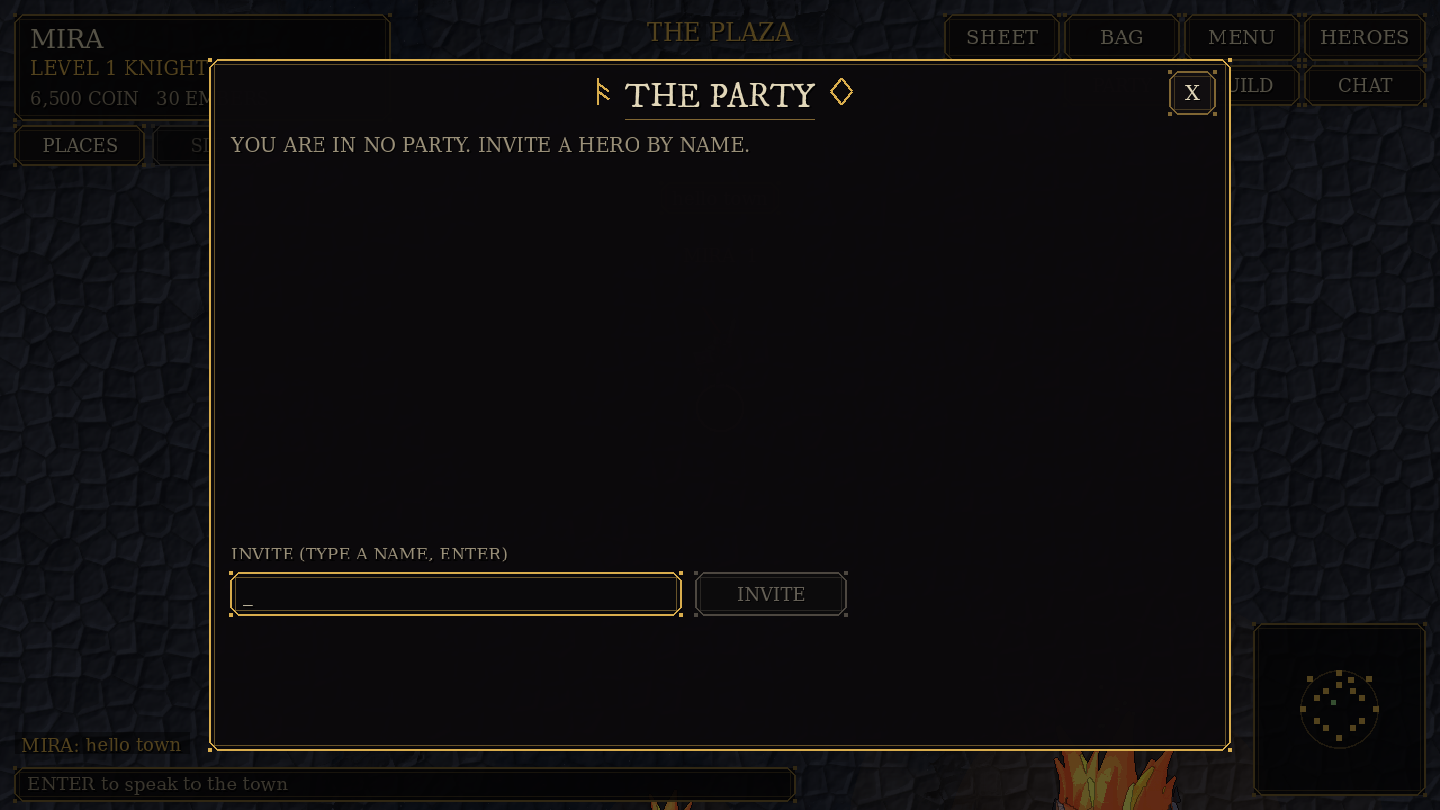 MIRA
LEVEL 1 KNIGHT
6,500 COIN 30 EM
THE PLAZA
SHEET
BAG
MENU
HEROES
UILD
CHAT
PLACES
THE PARTY
X
YOU ARE IN NO PARTY. INVITE A HERO BY NAME.
INVITE (TYPE A NAME, ENTER)
_
INVITE
MIRA: hello town
ENTER to speak to the town